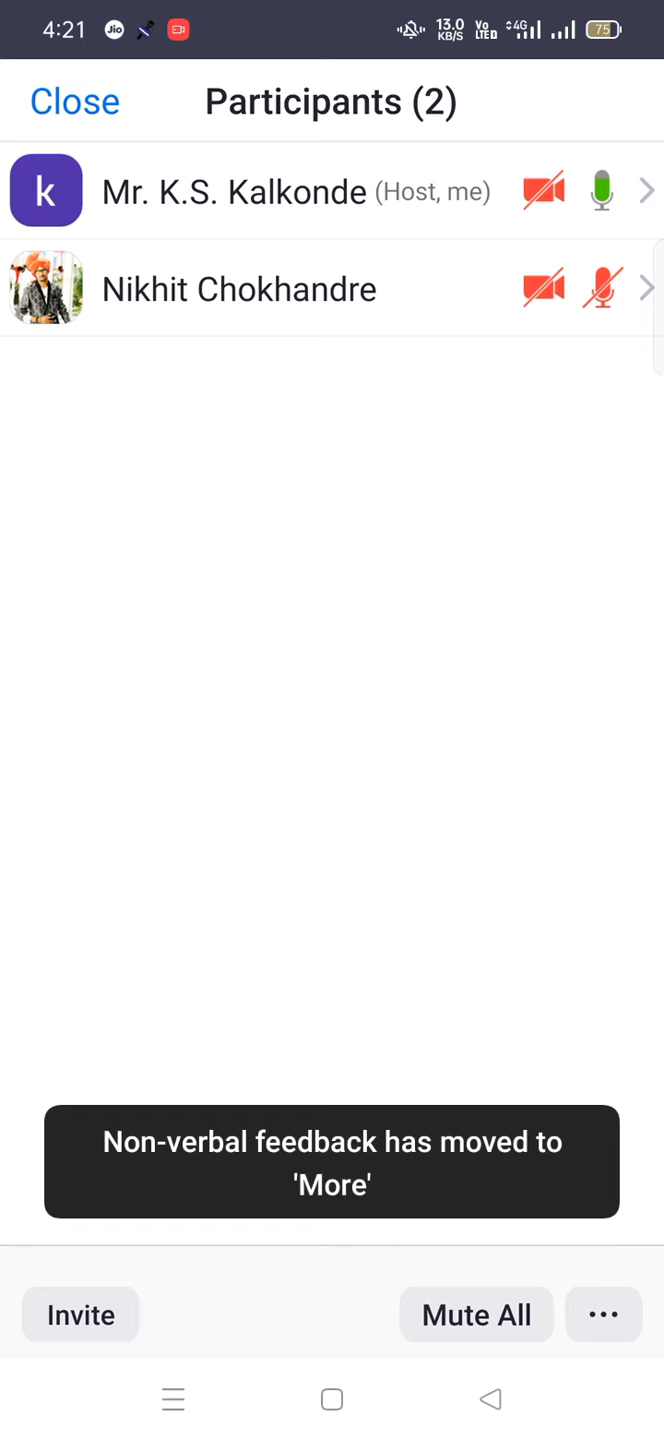 4:21 Jio 13.0 KB/S Vo LTE 4G 75
Close Participants (2)
k Mr. K.S. Kalkonde (Host, me)
Nikhit Chokhandre
Non-verbal feedback has moved to
'More'
Invite Mute All ...